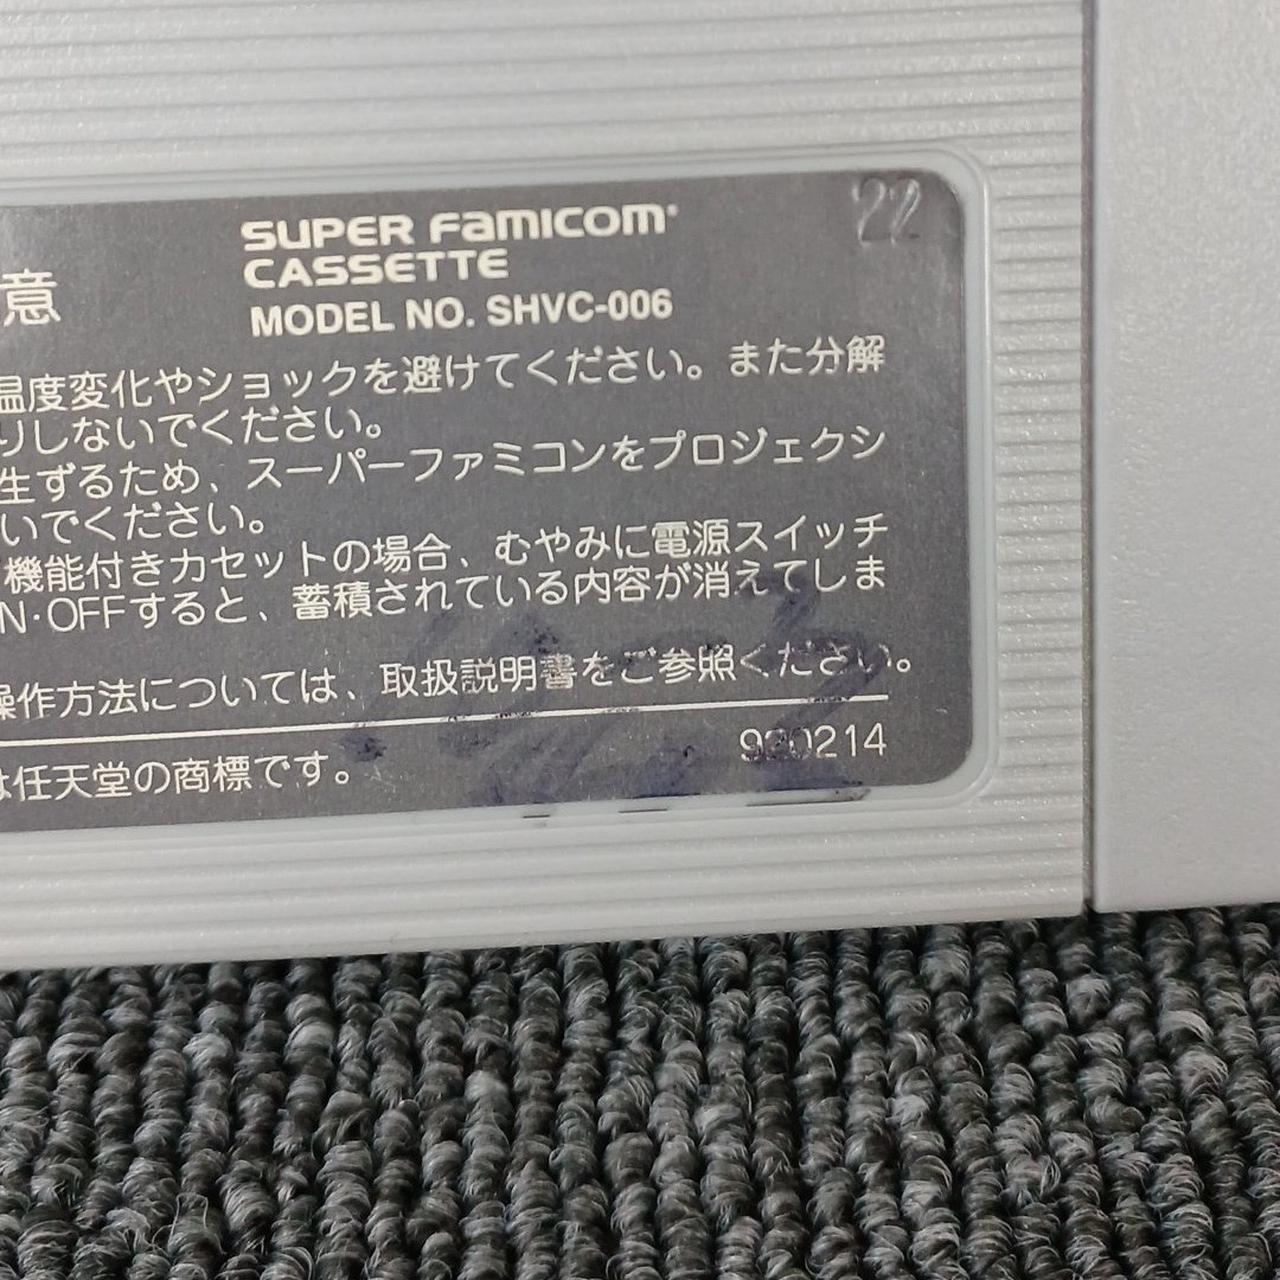 22
SUPER Famicom
CASSETTE
意
MODEL NO. SHVC-006
温度変化やショックを避けてください。また分解
りしないでください。
生ずるため、スーパーファミコンをプロジェクシ
いでください。
機能付きカセットの場合、むやみに電源スイッチ
N·OFFすると、蓄積されている内容が消えてしま
操作方法については、取扱説明書をご参照ください。
920214
は任天堂の商標です。